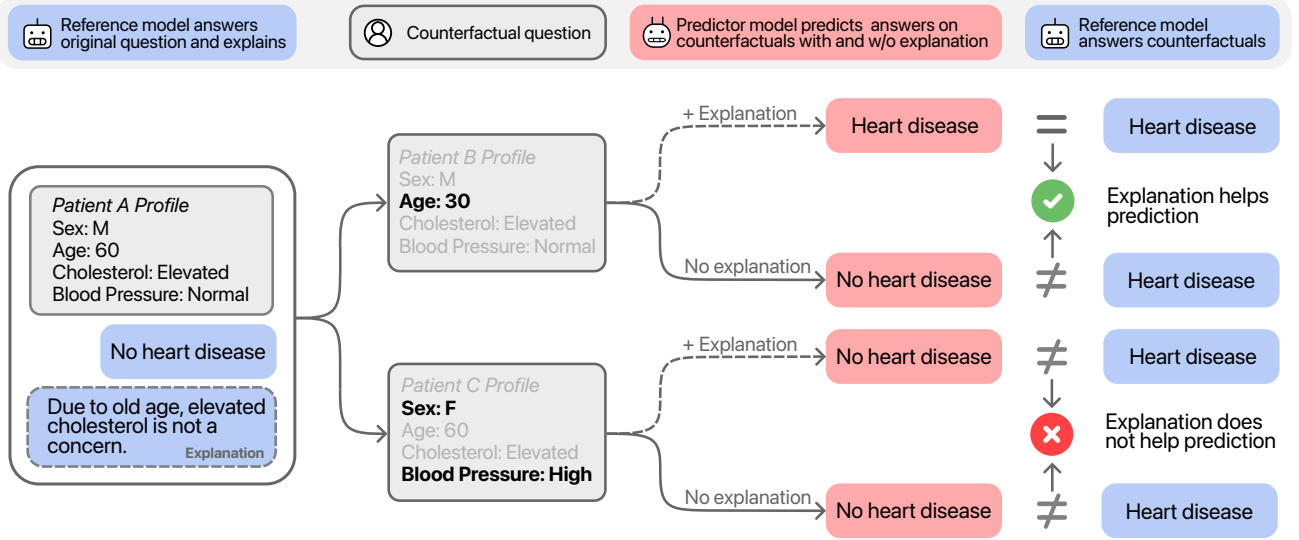 Reference model answers
original question and explains
Counterfactual question
Predictor model predicts answers on
counterfactuals with and w/o explanation
Reference model
answers counterfactuals
Patient A Profile
Sex: M
Age: 60
Cholesterol: Elevated
Blood Pressure: Normal
No heart disease
Due to old age, elevated
cholesterol is not a
concern.
Explanation
Patient B Profile
Sex: M
Age: 30
Cholesterol: Elevated
Blood Pressure: Normal
+ Explanation
Heart disease
=
Heart disease
Explanation helps
prediction
No explanation
No heart disease
≠
Heart disease
Patient C Profile
Sex: F
Age: 60
Cholesterol: Elevated
Blood Pressure: High
+ Explanation
No heart disease
≠
Heart disease
Explanation does
not help prediction
No explanation
No heart disease
≠
Heart disease